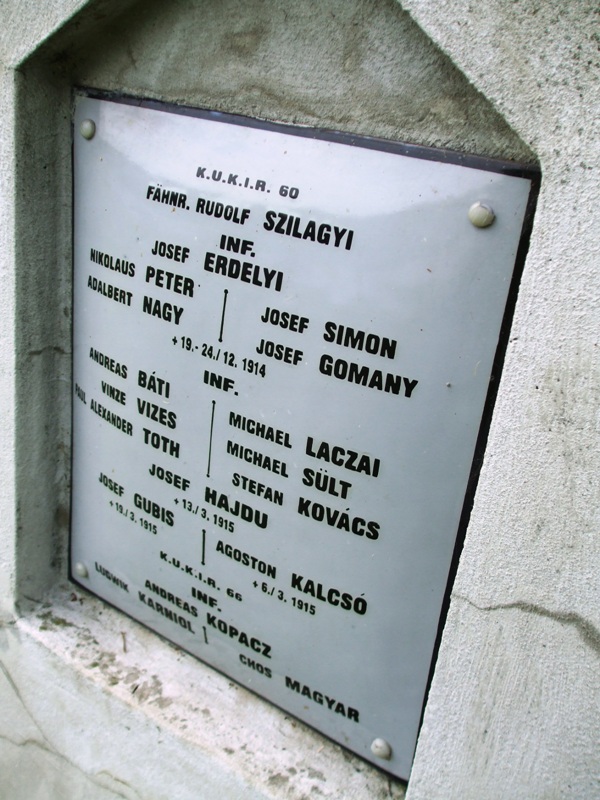 K.U.K.I.R. 60
FÄHNR. RUDOLF SZILAGYI
INF.
JOSEF ERDELYI
NIKOLAUS PETER
JOSEF SIMON
ADALBERT NAGY
JOSEF GOMANY
+ 19.- 24./ 12. 1914
INF.
ANDREAS BÁTI
MICHAEL LACZAI
VINZE VIZES
MICHAEL SÜLT
PAUL ALEXANDER TOTH
STEFAN KOVÁCS
JOSEF HAJDU
+ 13./ 3. 1915
JOSEF GUBIS
AGOSTON KALCSÓ
+ 19./ 3. 1915
+ 6./ 3. 1915
K.U.K.I.R. 66
INF.
ANDREAS KOPACZ
LUDWIK KARNIOL
CHOS MAGYAR